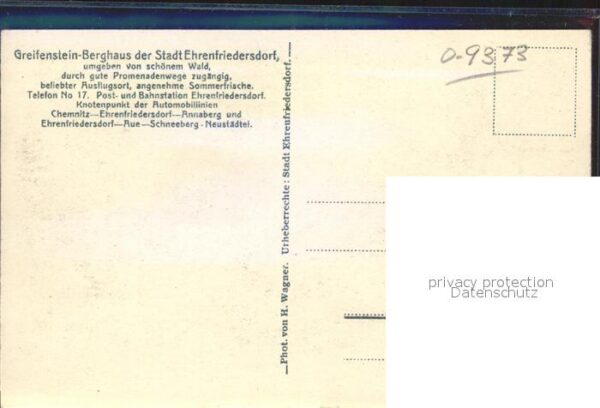 Greifenstein-Berghaus der Stadt Ehrenfriedersdorf,
umgeben von schönem Wald,
durch gute Promenadenwege zugängig,
beliebter Ausflugsort, angenehme Sommerfrische.
Telefon No 17. Post- und Bahnstation Ehrenfriedersdorf.
Knotenpunkt der Automobillinien
Chemnitz—Ehrenfriedersdorf—Annaberg und
Ehrenfriedersdorf—Aue—Schneeberg-Neustädtel.
Phot. von H. Wagner. Urheberrechte: Stadt Ehrenfriedersdorf.
0-9373
privacy protection
Datenschutz